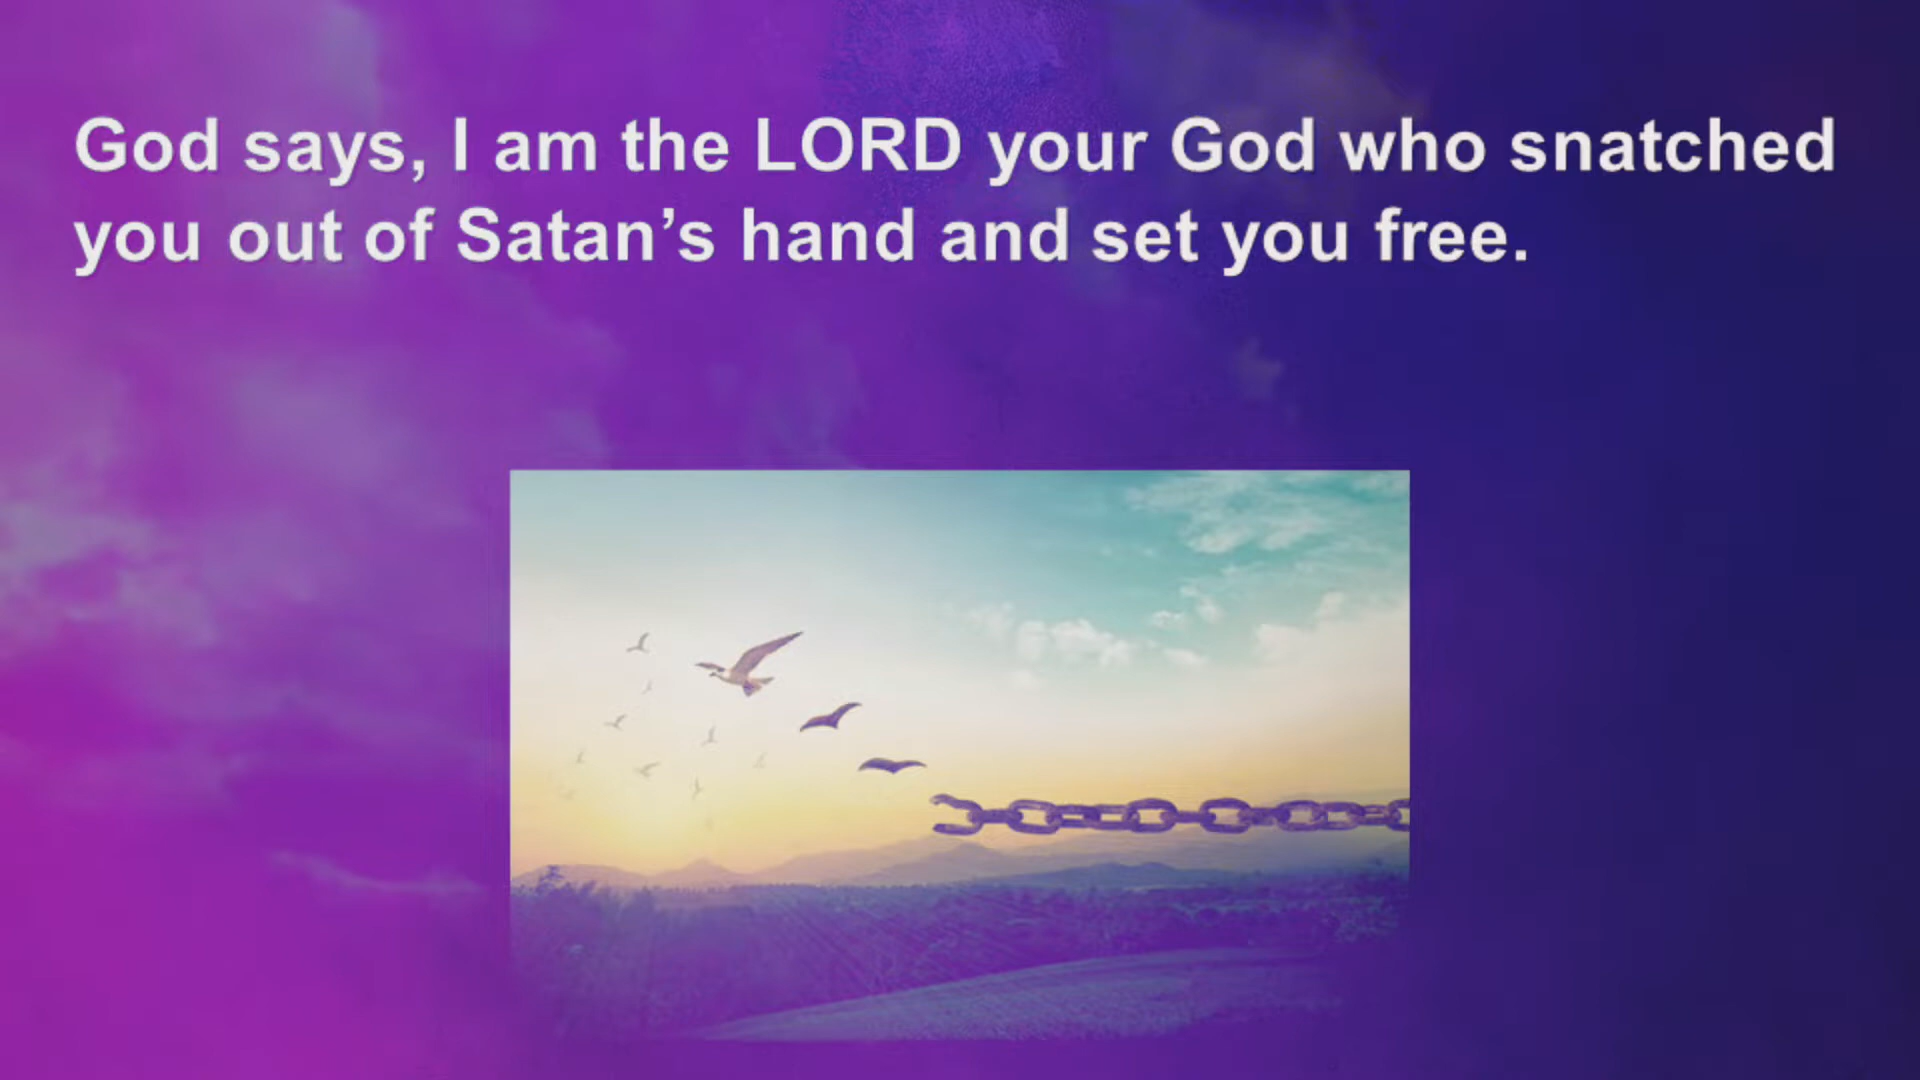 God says, I am the LORD your God who snatched
you out of Satan’s hand and set you free.